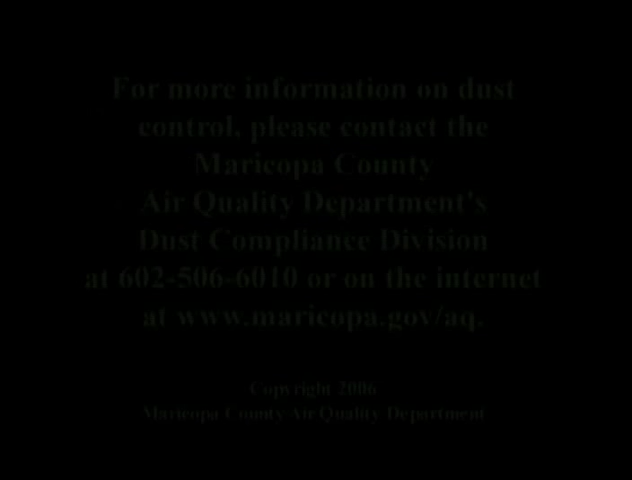 For more information on dust
control, please contact the
Maricopa County
Air Quality Department's
Dust Compliance Division
at 602-506-6010 or on the internet
at www.maricopa.gov/aq.
Copyright 2006
Maricopa County Air Quality Department